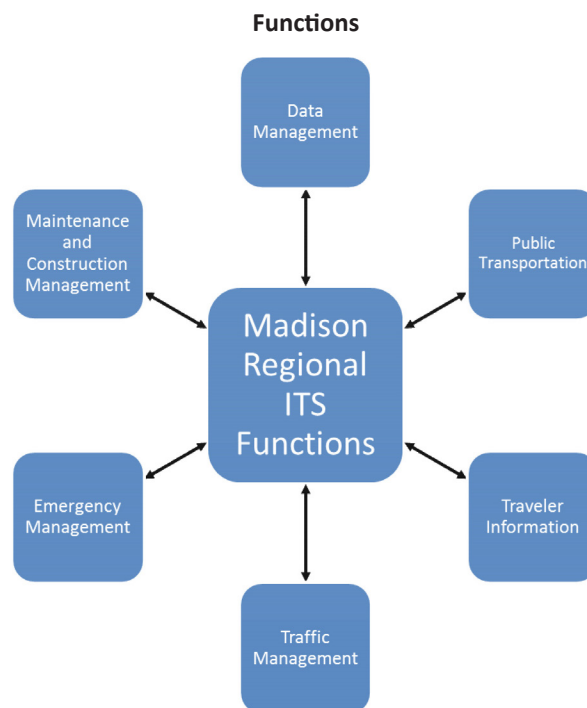 Functions
Data
Management
Maintenance
and
Construction
Management
Public
Transportation
Madison
Regional
ITS
Functions
Emergency
Management
Traveler
Information
Traffic
Management